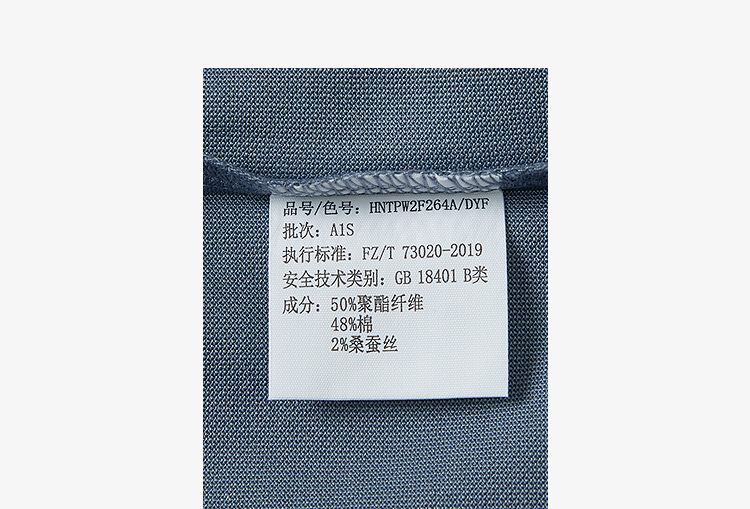 品号/色号: HNTPW2F264A/DYF
批次: A1S
执行标准: FZ/T 73020-2019
安全技术类别: GB 18401 B类
成分: 50%聚酯纤维
48%棉
2%桑蚕丝